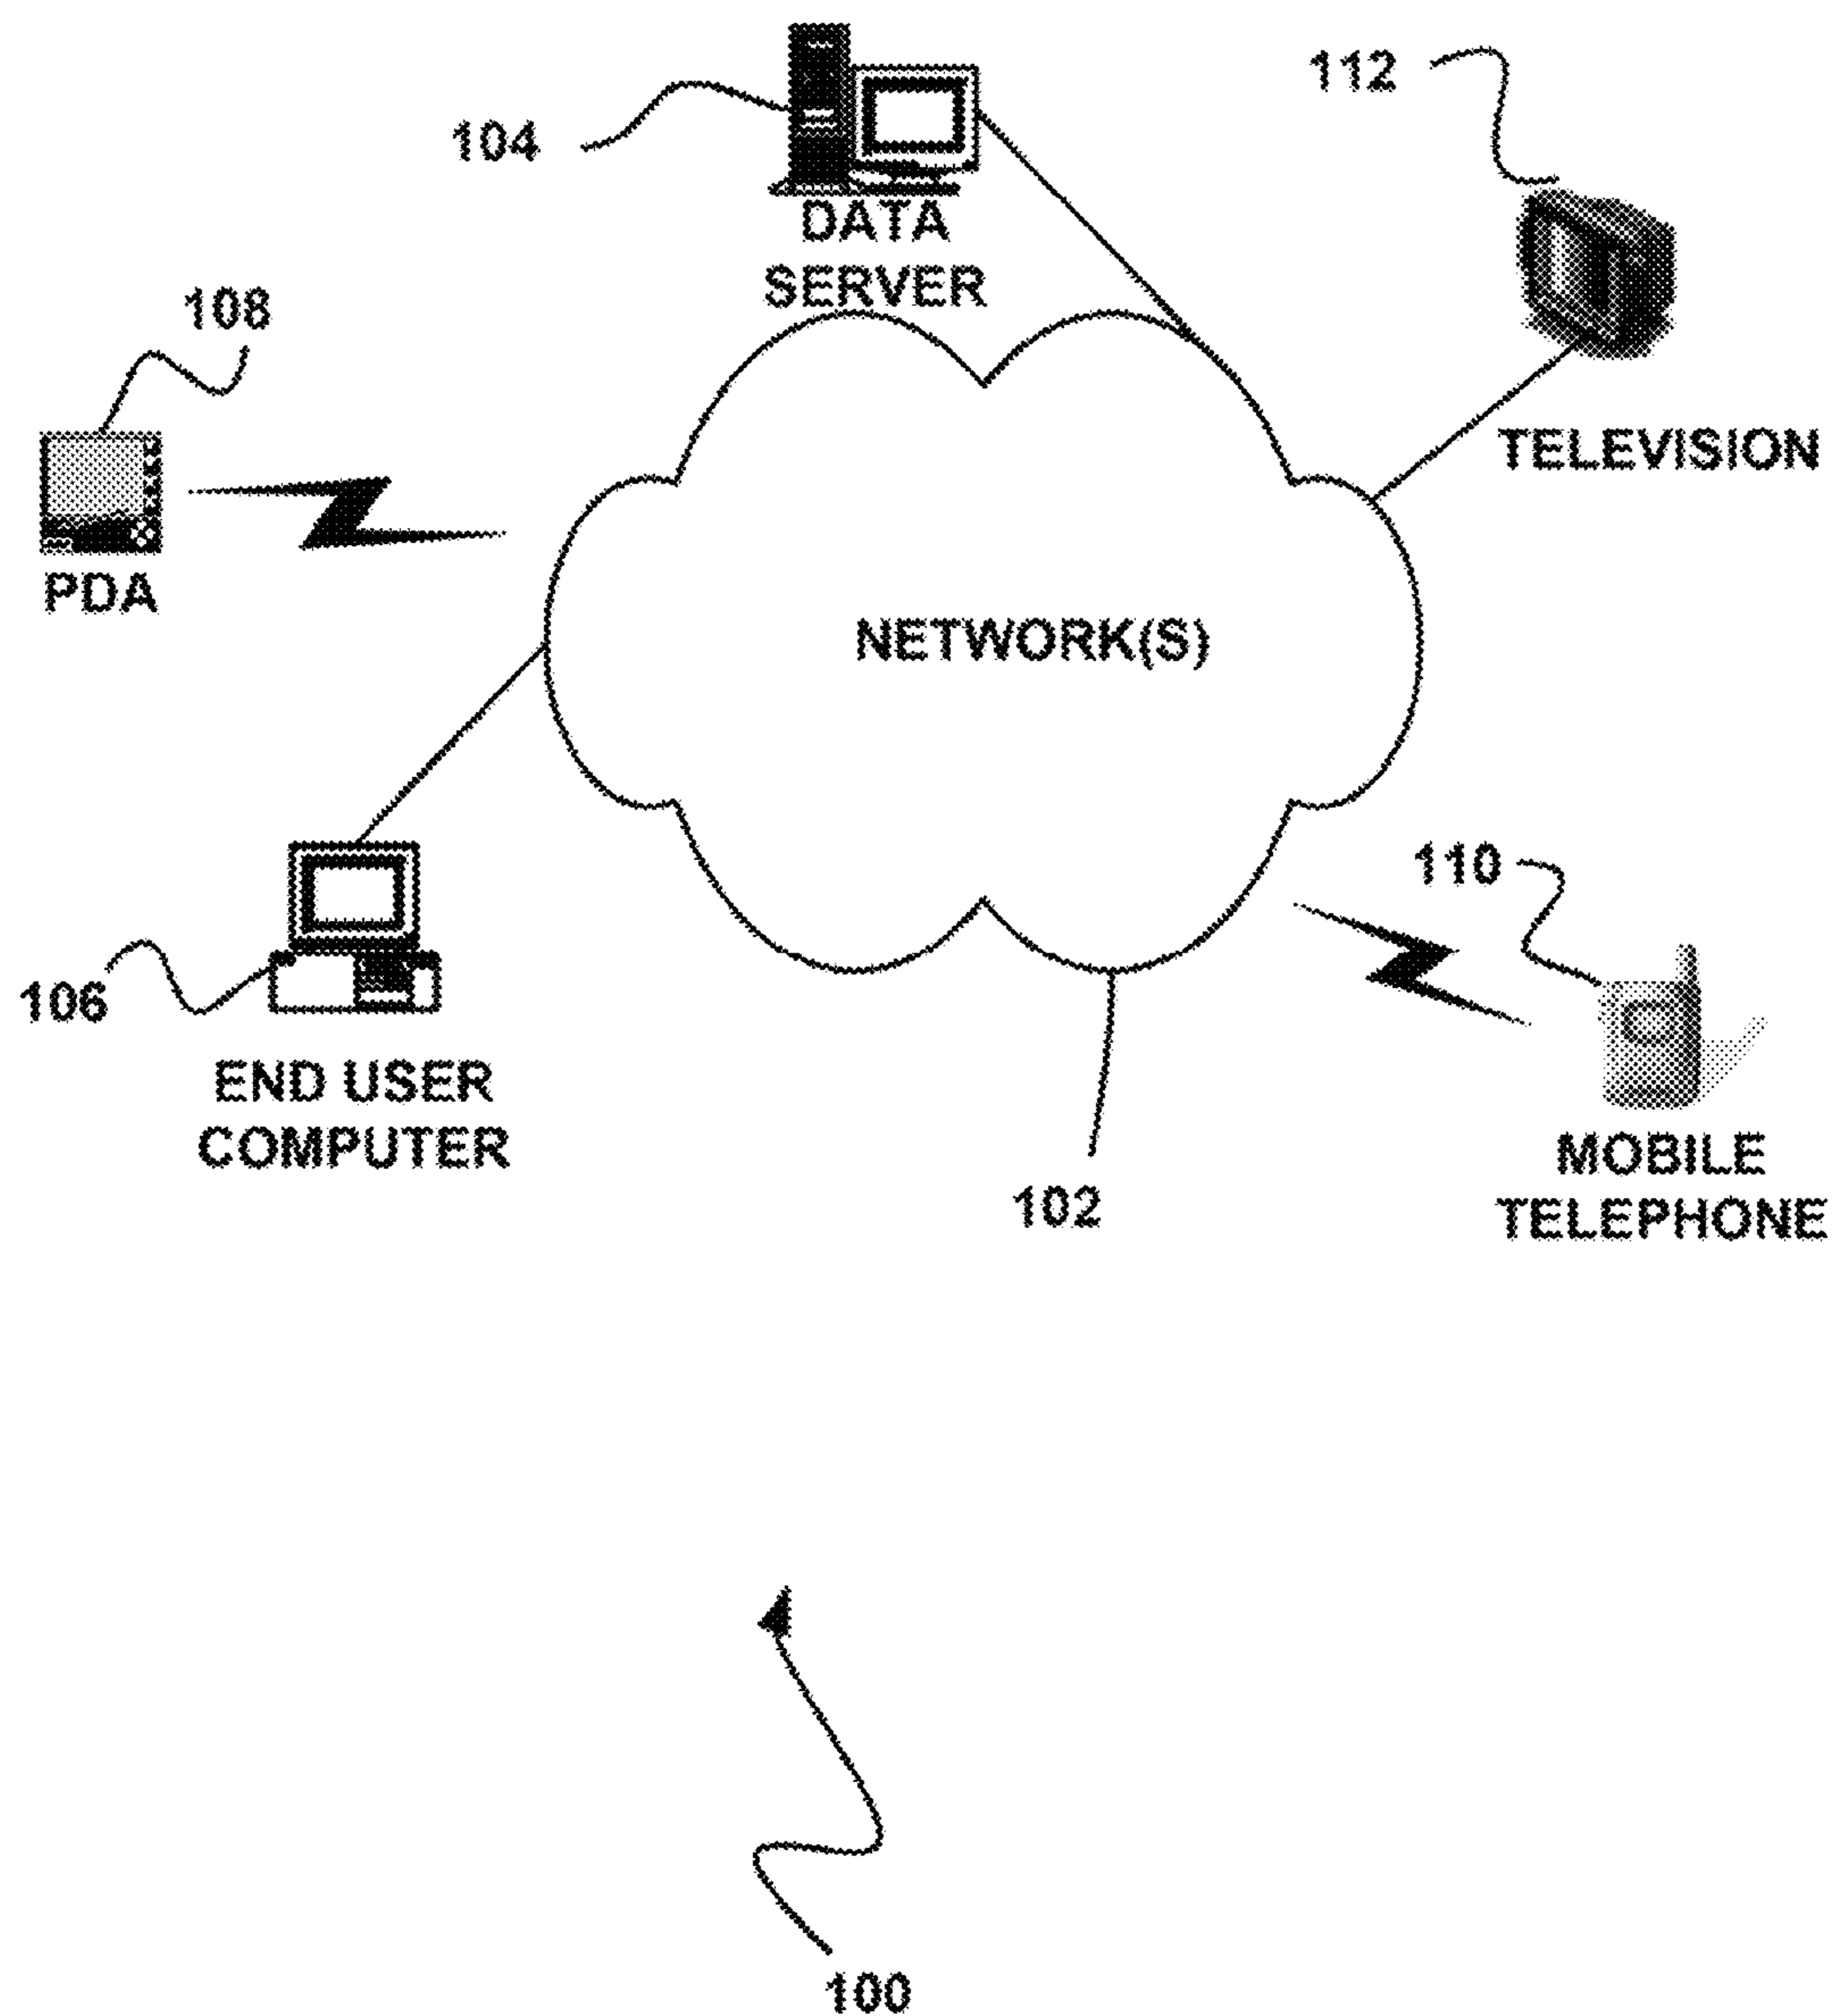 112
104
DATA
SERVER
108
TELEVISION
PDA
NETWORK(S)
110
106
END USER
COMPUTER
MOBILE
TELEPHONE
102
100